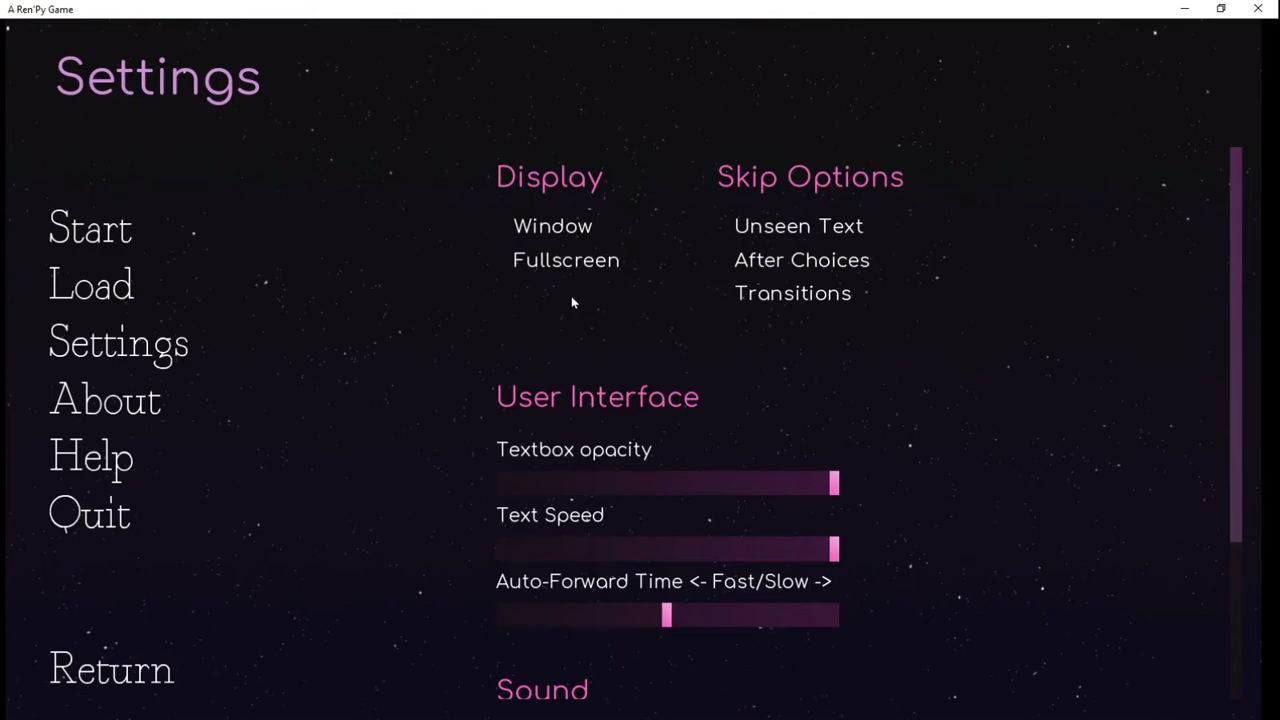 A Ren'Py Game
Settings
Start
Load
Settings
About
Help
Quit
Return
Display
Window
Fullscreen
Skip Options
Unseen Text
After Choices
Transitions
User Interface
Textbox opacity
Text Speed
Auto-Forward Time <- Fast/Slow ->
Sound